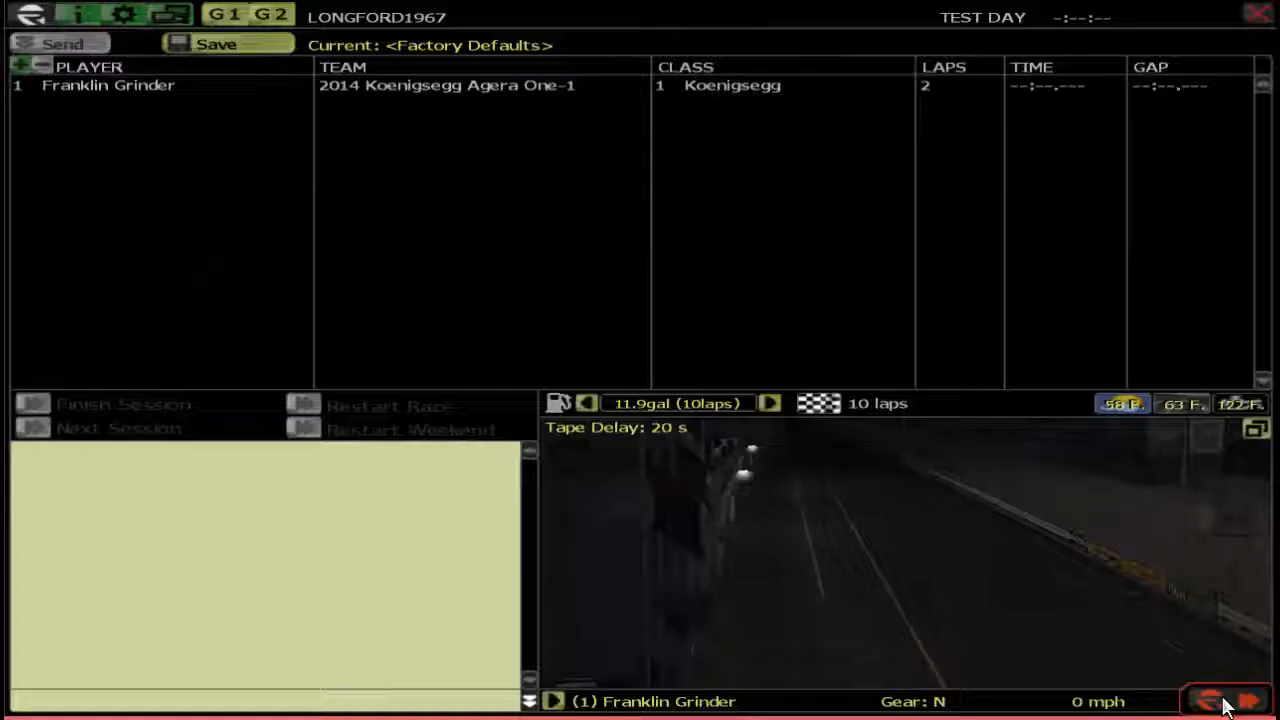 G1 G2 LONGFORD1967 TEST DAY -:--:--
Send Save Current: <Factory Defaults>
PLAYER TEAM CLASS LAPS TIME GAP
1 Franklin Grinder 2014 Koenigsegg Agera One-1 1 Koenigsegg 2 --:--.--- --:--.---
Finish Session Restart Race 11.9gal (10laps) 10 laps 58 F. 63 F. 122 F.
Next Session Restart Weekend Tape Delay: 20 s
(1) Franklin Grinder Gear: N 0 mph